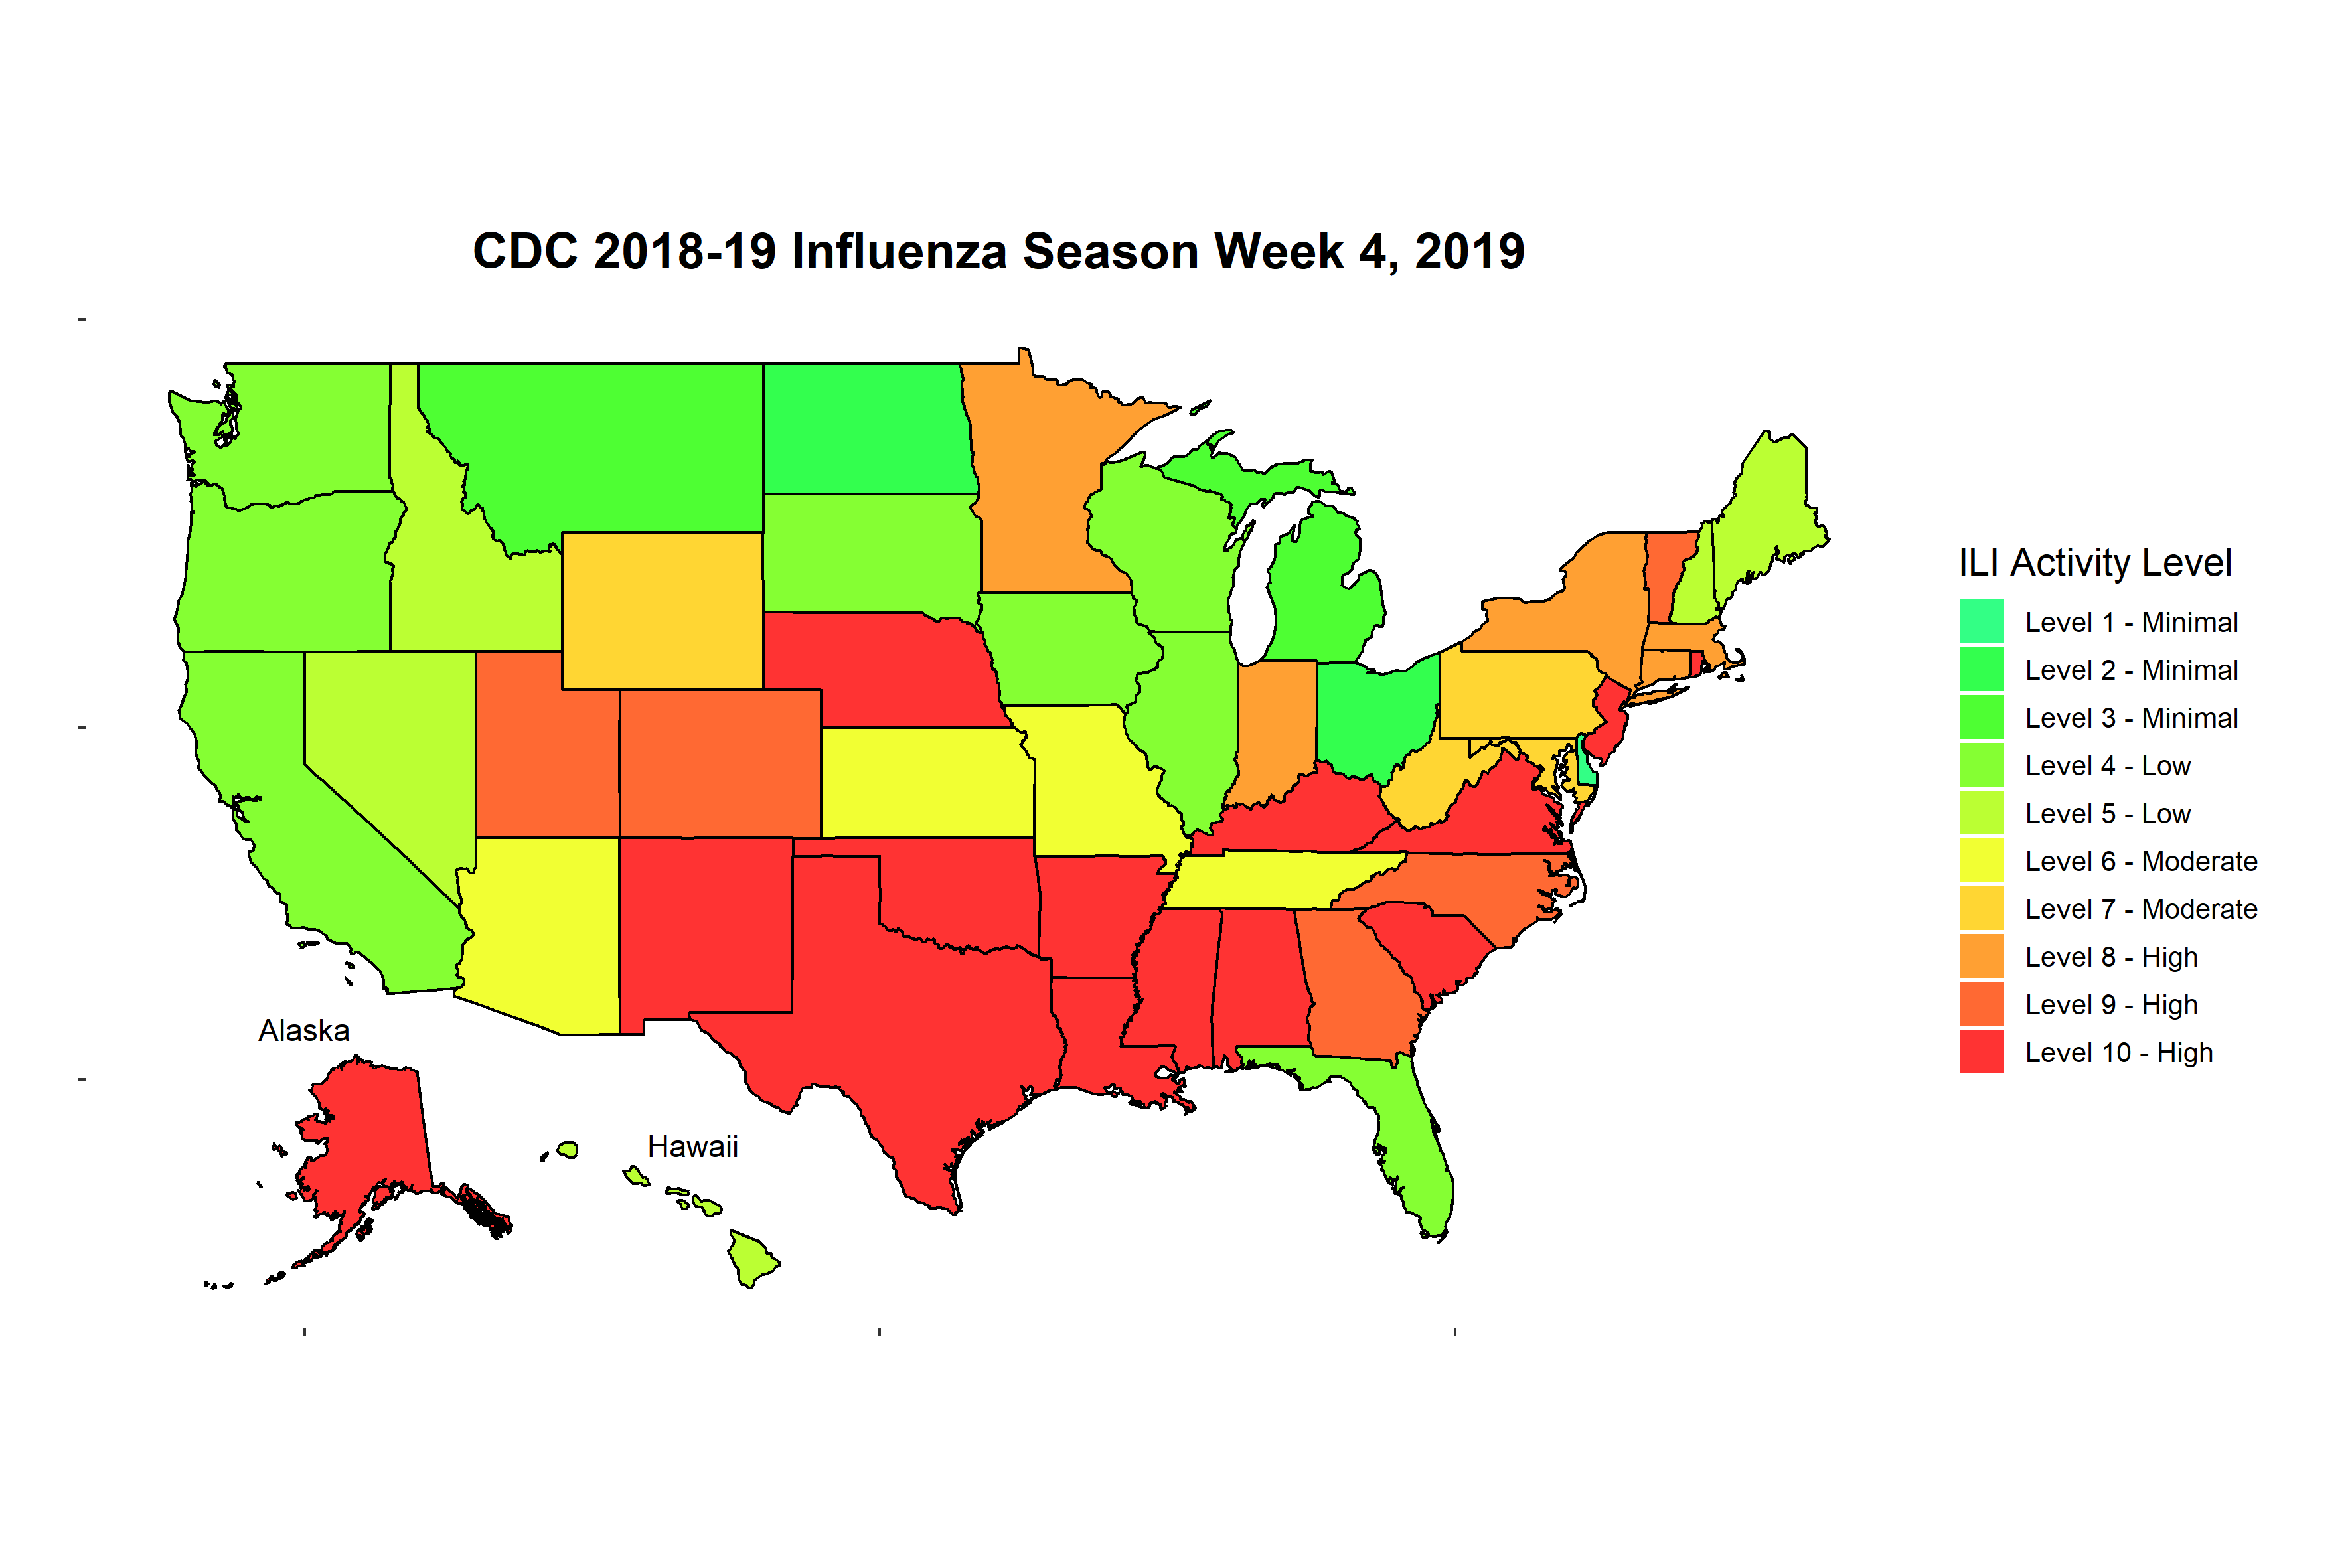 CDC 2018-19 Influenza Season Week 4, 2019
ILI Activity Level
Level 1 - Minimal
Level 2 - Minimal
Level 3 - Minimal
Level 4 - Low
Level 5 - Low
Level 6 - Moderate
Level 7 - Moderate
Level 8 - High
Level 9 - High
Level 10 - High
Alaska
Hawaii